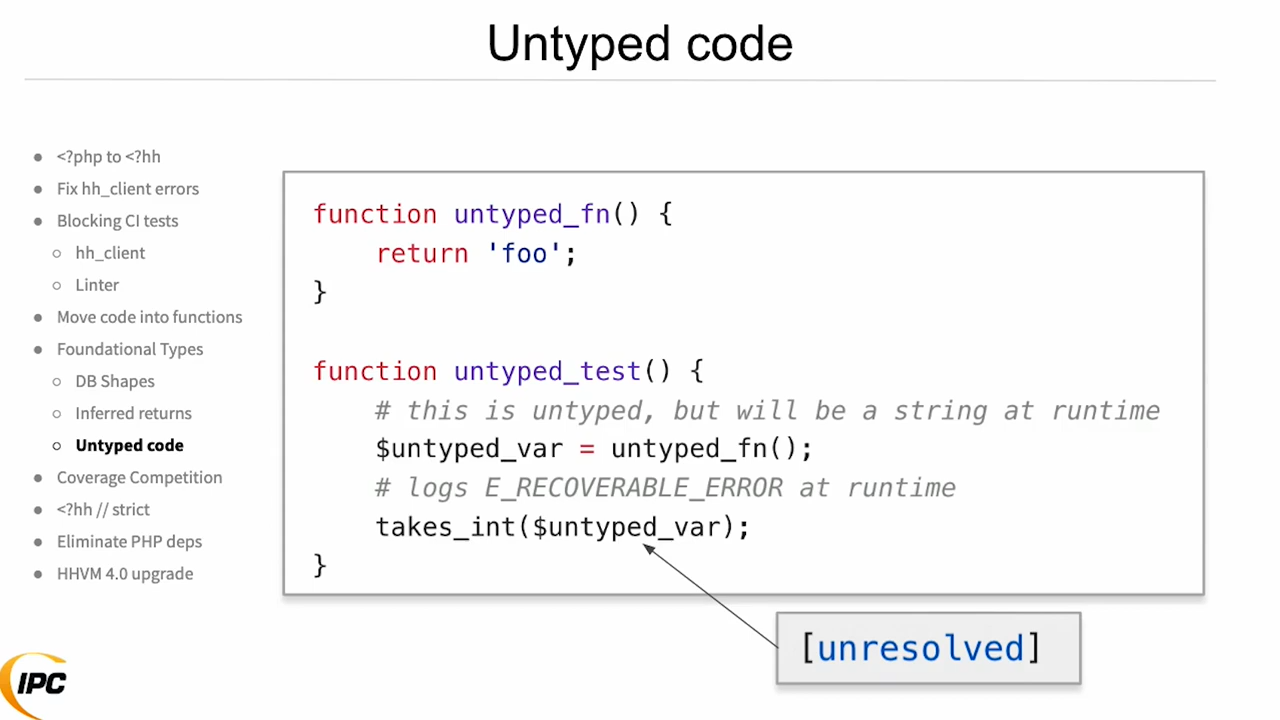 Untyped code
● <?php to <?hh
● Fix hh_client errors
● Blocking CI tests
○ hh_client
○ Linter
● Move code into functions
● Foundational Types
○ DB Shapes
○ Inferred returns
○ Untyped code
● Coverage Competition
● <?hh // strict
● Eliminate PHP deps
● HHVM 4.0 upgrade
function untyped_fn() {
    return 'foo';
}

function untyped_test() {
    # this is untyped, but will be a string at runtime
    $untyped_var = untyped_fn();
    # logs E_RECOVERABLE_ERROR at runtime
    takes_int($untyped_var);
}
[unresolved]
IPC